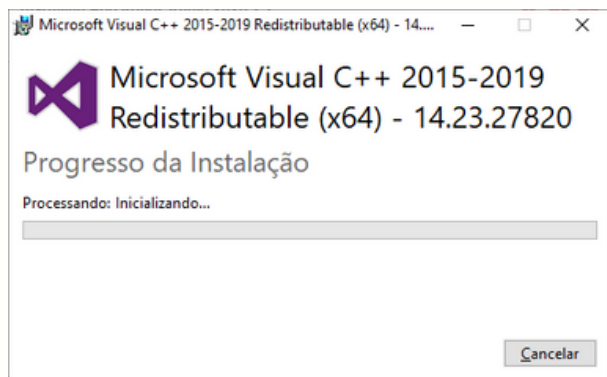 Microsoft Visual C++ 2015-2019 Redistributable (x64) - 14....
Microsoft Visual C++ 2015-2019
Redistributable (x64) - 14.23.27820
Progresso da Instalação
Processando: Inicializando...
Cancelar